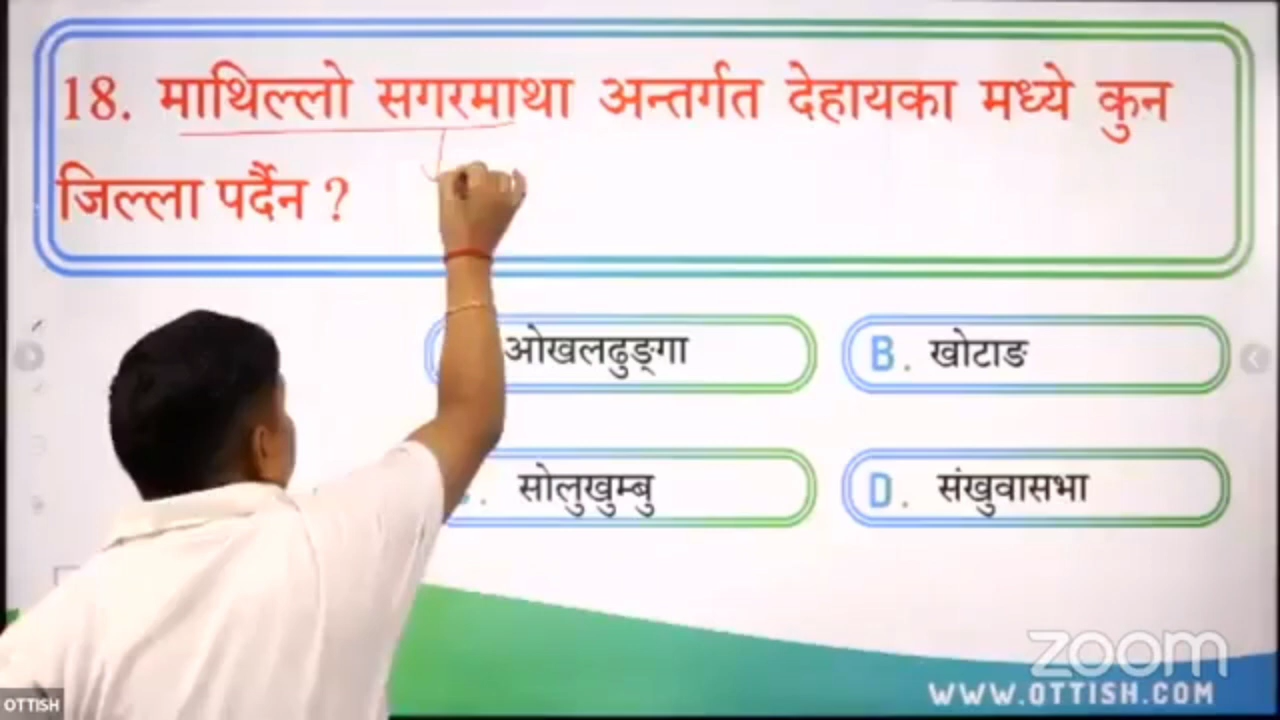 18. माथिल्लो सगरमाथा अन्तर्गत देहायका मध्ये कुन
जिल्ला पर्दैन ?
ओखलढुङ्गा
B. खोटाङ
सोलुखुम्बु
D. संखुवासभा
zoom
WWW.OTTISH.COM
OTTISH